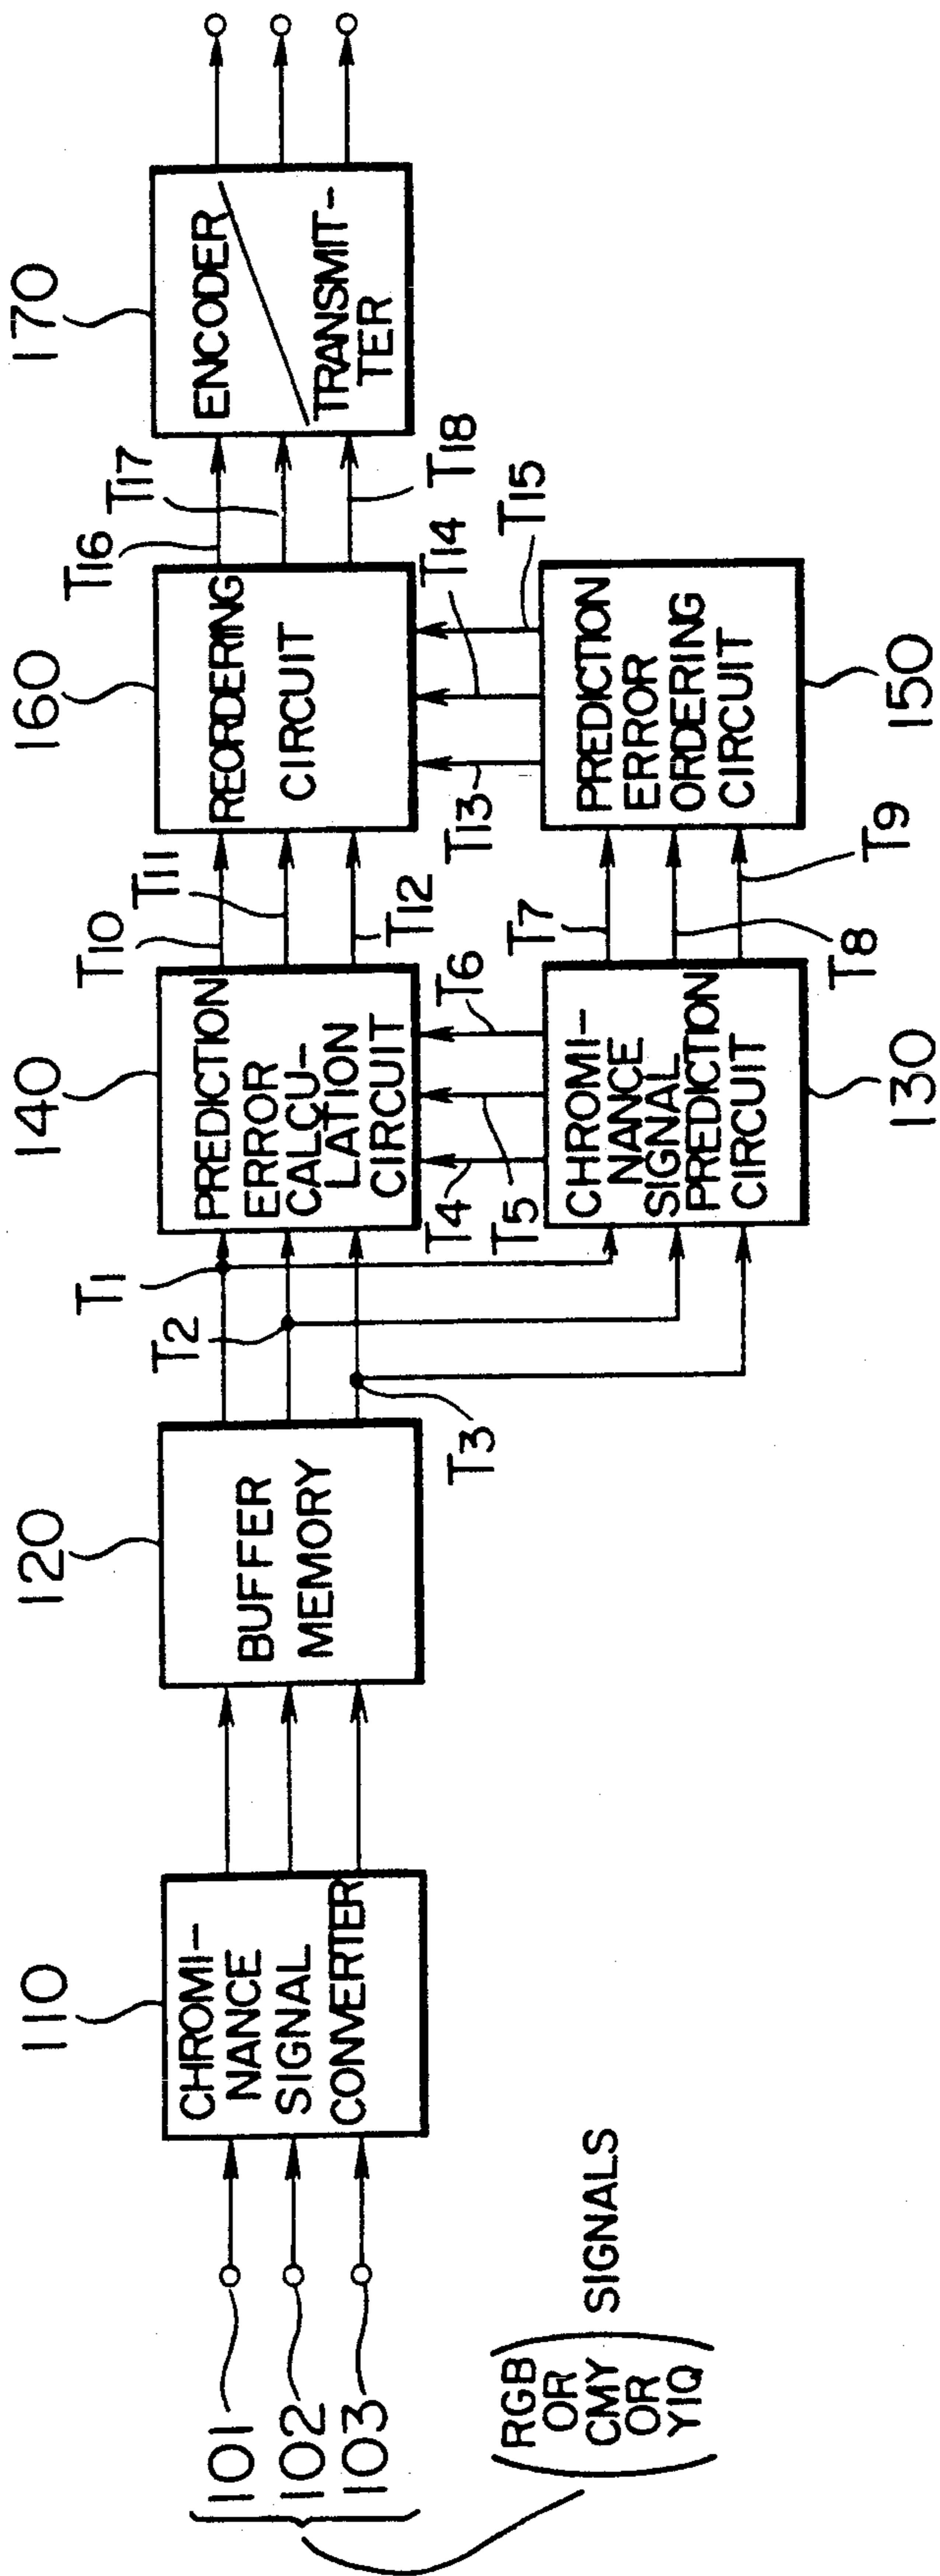 110
120
140
160
170
CHROMI-
NANCE
SIGNAL
CONVERTER
BUFFER
MEMORY
PREDICTION
ERROR
CALCU-
LATION
CIRCUIT
REORDERING
CIRCUIT
ENCODER
TRANSMIT-
TER
101
102
103
RGB
OR
CMY
OR
YIQ
SIGNALS
T1
T2
T3
T4
T5
T6
T10
T11
T12
T13
T14
T15
T16
T17
T18
CHROMI-
NANCE
SIGNAL
PREDICTION
CIRCUIT
130
T7
T8
T9
PREDICTION
ERROR
ORDERING
CIRCUIT
150